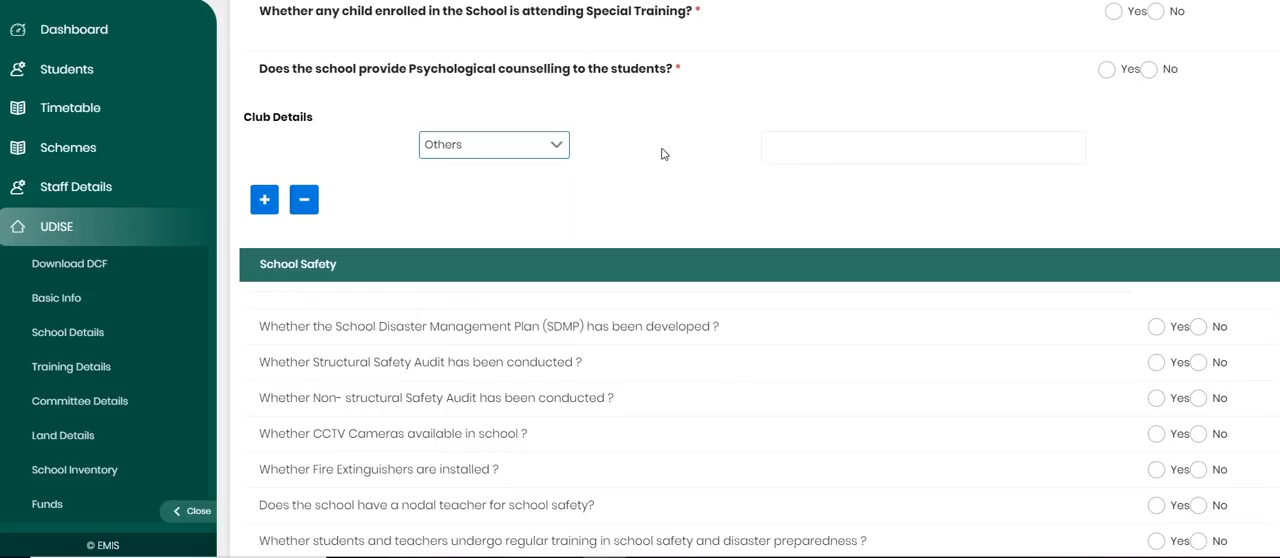 Dashboard
Students
Timetable
Schemes
Staff Details
UDISE
Download DCF
Basic Info
School Details
Training Details
Committee Details
Land Details
School Inventory
Funds
Close
© EMIS
Whether any child enrolled in the School is attending Special Training? * Yes No
Does the school provide Psychological counselling to the students? * Yes No
Club Details
Others
+ −
School Safety
Whether the School Disaster Management Plan (SDMP) has been developed ? Yes No
Whether Structural Safety Audit has been conducted ? Yes No
Whether Non- structural Safety Audit has been conducted ? Yes No
Whether CCTV Cameras available in school ? Yes No
Whether Fire Extinguishers are installed ? Yes No
Does the school have a nodal teacher for school safety? Yes No
Whether students and teachers undergo regular training in school safety and disaster preparedness ? Yes No